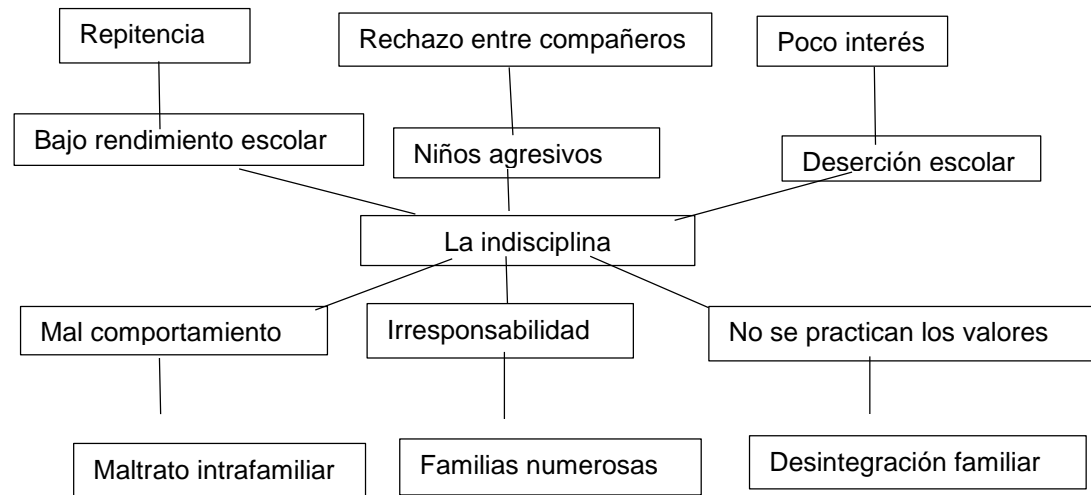 Repitencia
Rechazo entre compañeros
Poco interés
Bajo rendimiento escolar
Niños agresivos
Deserción escolar
La indisciplina
Mal comportamiento
Irresponsabilidad
No se practican los valores
Maltrato intrafamiliar
Familias numerosas
Desintegración familiar